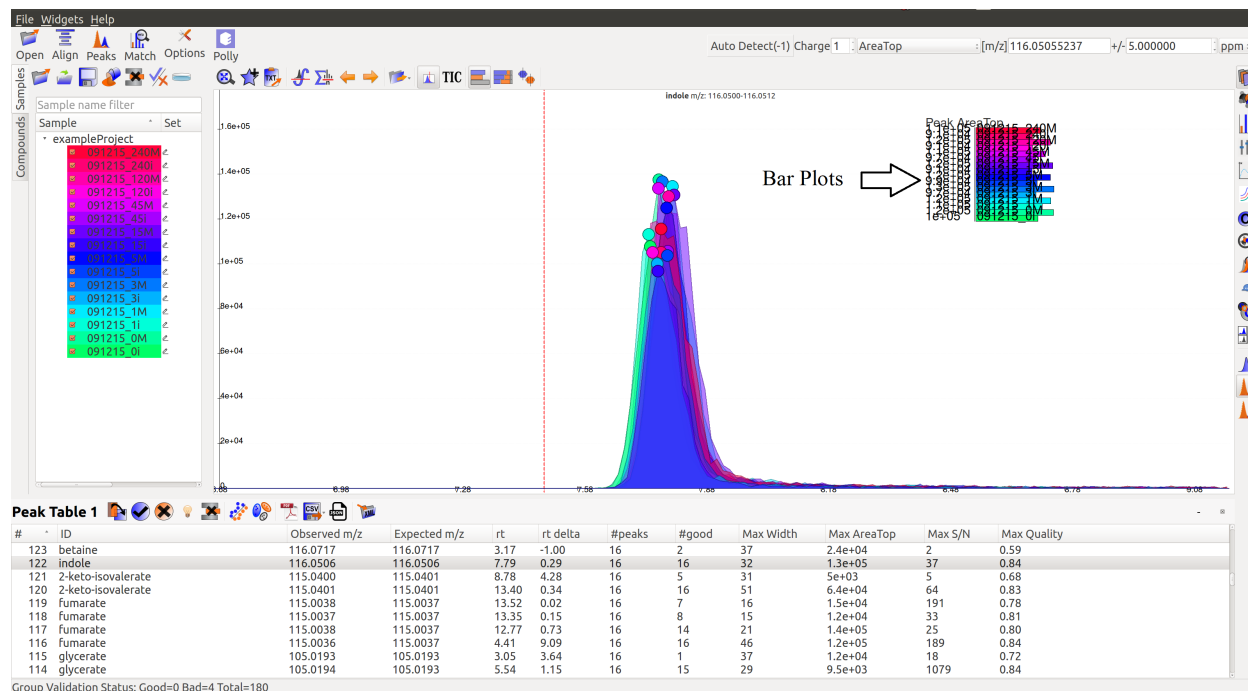 File Widgets Help
Open Align Peaks Match Options Polly
Auto Detect(-1) Charge 1 AreaTop [m/z] 116.05055237 +/- 5.000000 ppm
TIC
Samples
Compounds
Sample name filter
Sample Set
exampleProject
091215_240M
091215_240i
091215_120M
091215_120i
091215_45M
091215_45i
091215_15M
091215_15i
091215_5M
091215_5i
091215_3M
091215_3i
091215_1M
091215_1i
091215_0M
091215_0i
indole m/z: 116.0500-116.0512
1.6e+05
1.4e+05
1.2e+05
1e+05
8e+04
6e+04
4e+04
2e+04
6.98 7.28 7.58 7.88 8.18 8.48 8.78 9.08
Peak AreaTop
Bar Plots
1e+05 091215_0i
Peak Table 1
PDF CSV JSON XML
# ID Observed m/z Expected m/z rt rt delta #peaks #good Max Width Max AreaTop Max S/N Max Quality
123 betaine 116.0717 116.0717 3.17 -1.00 16 2 37 2.4e+04 2 0.59
122 indole 116.0506 116.0506 7.79 0.29 16 16 32 1.3e+05 37 0.84
121 2-keto-isovalerate 115.0400 115.0401 8.78 4.28 16 5 31 5e+03 5 0.68
120 2-keto-isovalerate 115.0401 115.0401 13.40 0.34 16 16 51 6.4e+04 64 0.83
119 fumarate 115.0038 115.0037 13.52 0.02 16 7 16 1.5e+04 191 0.78
118 fumarate 115.0037 115.0037 13.35 0.15 16 8 15 1.2e+04 33 0.81
117 fumarate 115.0038 115.0037 12.77 0.73 16 14 21 1.4e+05 25 0.80
116 fumarate 115.0036 115.0037 4.41 9.09 16 16 46 1.2e+04 189 0.84
115 glycerate 105.0193 105.0193 3.05 3.64 16 1 37 1.2e+04 18 0.72
114 glycerate 105.0194 105.0193 5.54 1.15 16 15 29 9.5e+03 1079 0.84
Group Validation Status: Good=0 Bad=4 Total=180